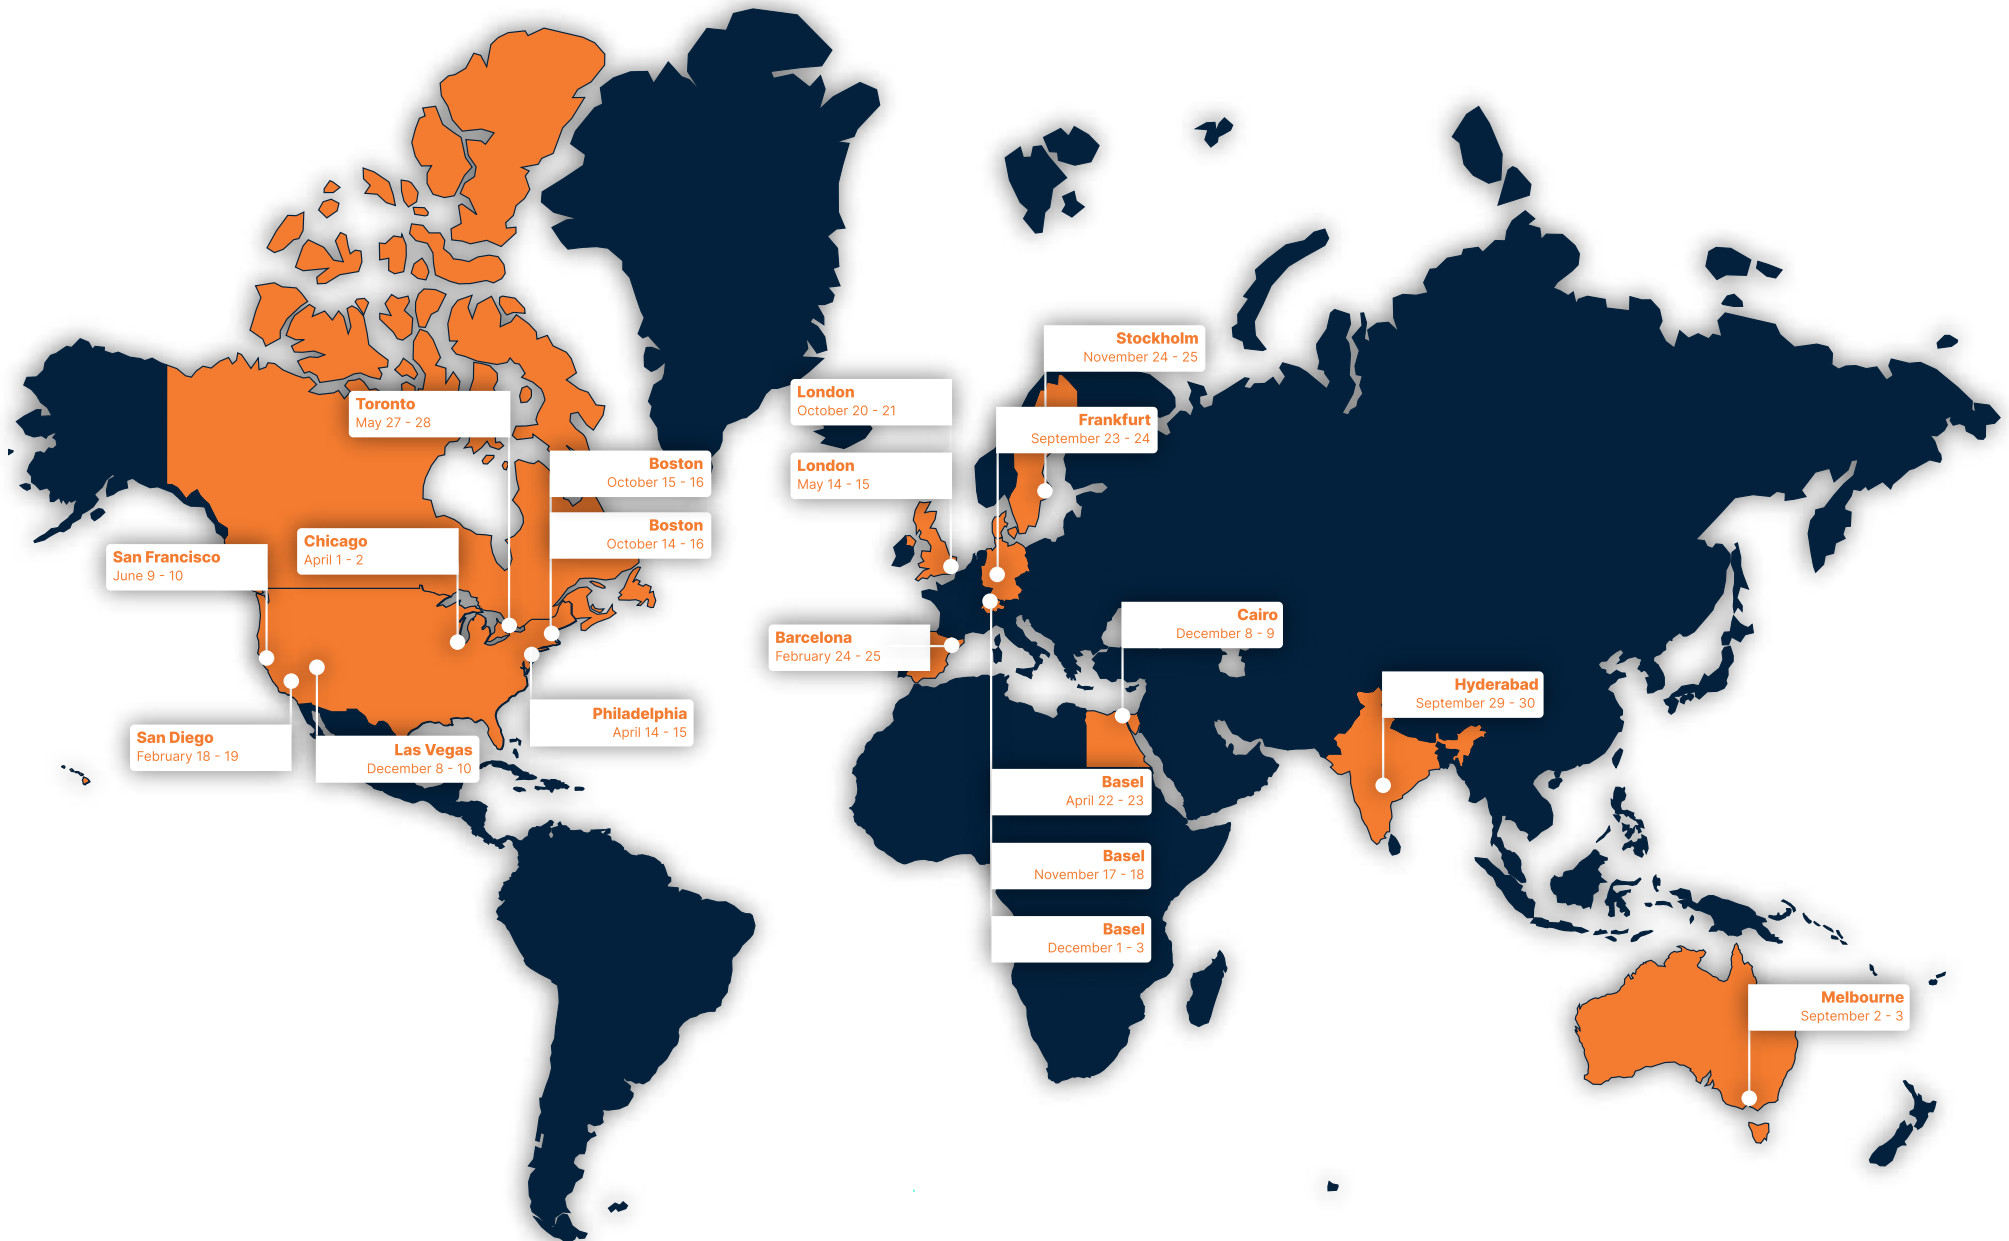 Stockholm
November 24 - 25
London
October 20 - 21
Toronto
May 27 - 28
Frankfurt
September 23 - 24
Boston
October 15 - 16
London
May 14 - 15
Boston
October 14 - 16
Chicago
April 1 - 2
San Francisco
June 9 - 10
Cairo
December 8 - 9
Barcelona
February 24 - 25
Hyderabad
September 29 - 30
Philadelphia
April 14 - 15
San Diego
February 18 - 19
Las Vegas
December 8 - 10
Basel
April 22 - 23
Basel
November 17 - 18
Basel
December 1 - 3
Melbourne
September 2 - 3